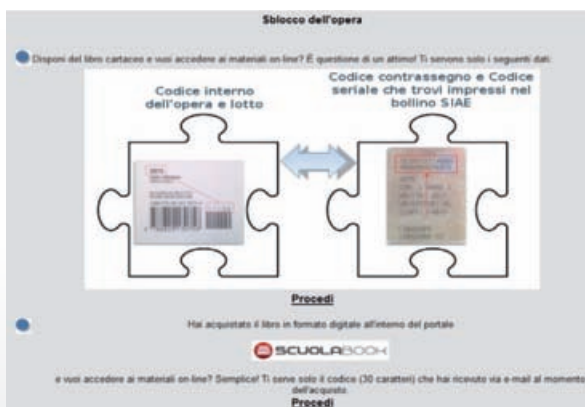 Sblocco dell'opera
Disponi del libro cartaceo e vuoi accedere ai materiali on-line? È questione di un attimo! Ti servono solo i seguenti dati:
Codice interno
dell'opera e lotto
Codice contrassegno e Codice
seriale che trovi impressi nel
bollino SIAE
Procedi
Hai acquistato il libro in formato digitale all'interno del portale
SCUOLABOOK
e vuoi accedere ai materiali on-line? Semplice! Ti serve solo il codice (30 caratteri) che hai ricevuto via e-mail al momento
dell'acquisto.
Procedi